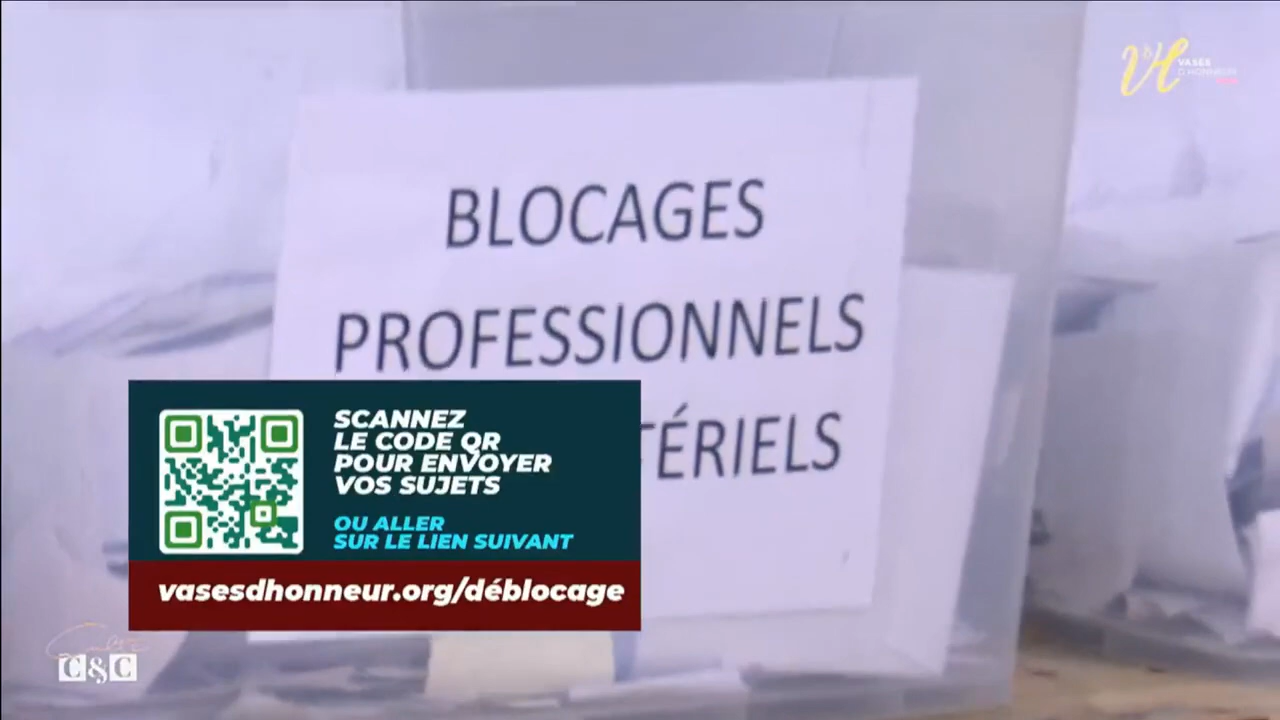 VH
VASES
D'HONNEUR
BLOCAGES
PROFESSIONNELS
TÉRIELS
SCANNEZ
LE CODE QR
POUR ENVOYER
VOS SUJETS
OU ALLER
SUR LE LIEN SUIVANT
vasesdhonneur.org/déblocage
C&C